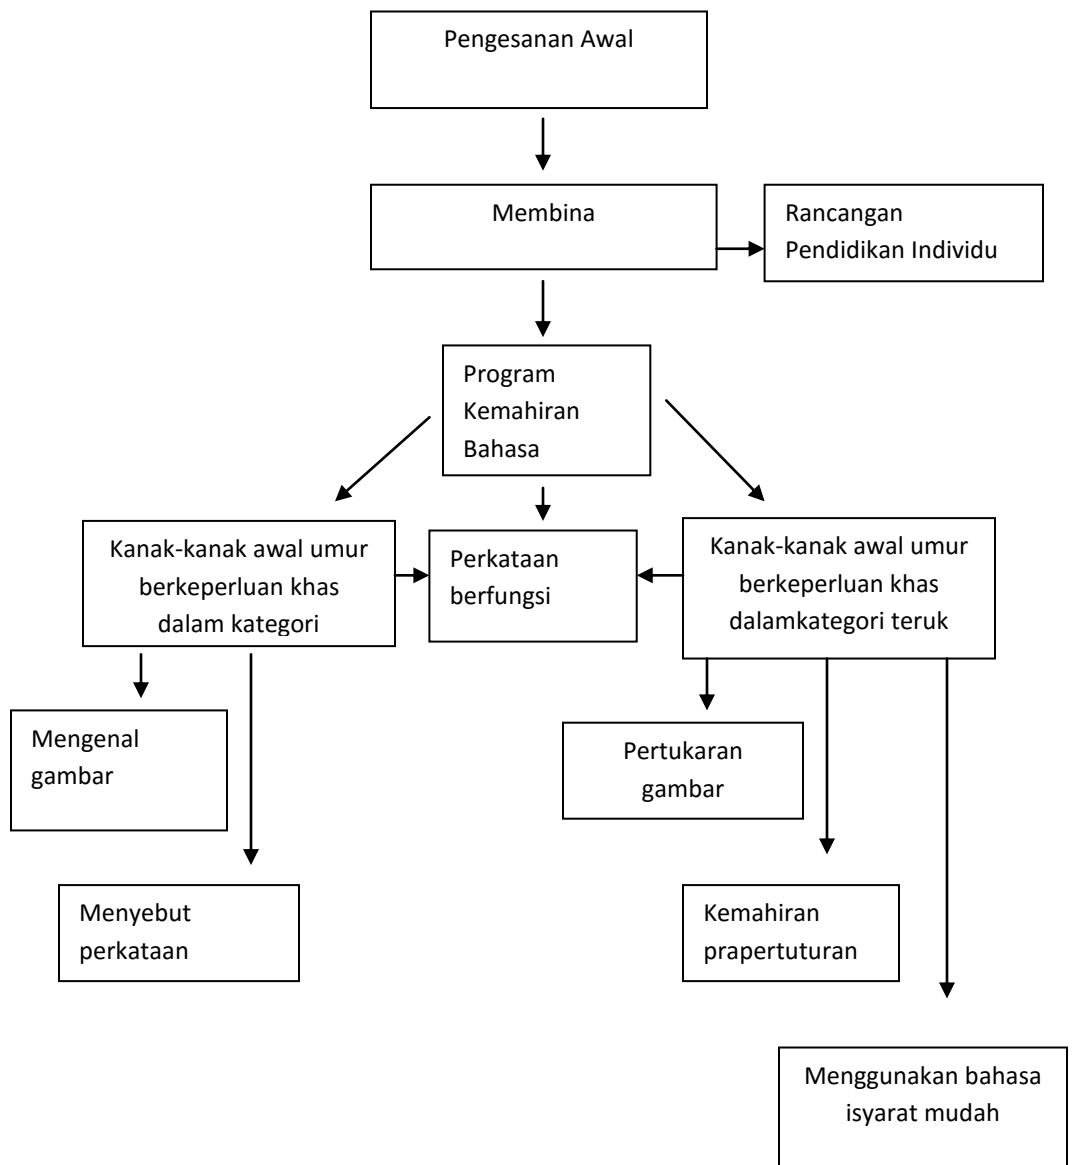 Pengesanan Awal
Membina
Rancangan
Pendidikan Individu
Program
Kemahiran
Bahasa
Kanak-kanak awal umur
berkeperluan khas
dalam kategori
Perkataan
berfungsi
Kanak-kanak awal umur
berkeperluan khas
dalamkategori teruk
Mengenal
gambar
Pertukaran
gambar
Menyebut
perkataan
Kemahiran
prapertuturan
Menggunakan bahasa
isyarat mudah